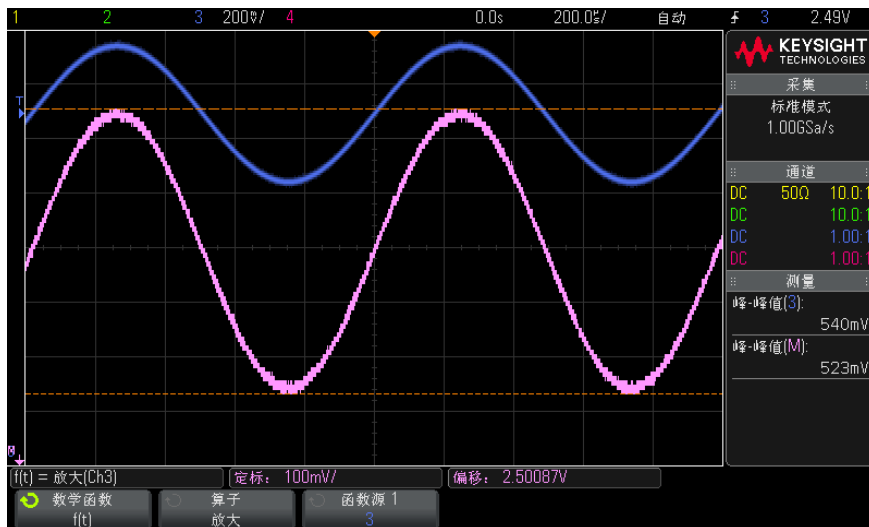 1 2 3 200mV/ 4 0.0s 200.0µs/ 自动 3 2.49V
KEYSIGHT
TECHNOLOGIES
采集
标准模式
1.00GSa/s
通道
DC 50Ω 10.0:1
DC 10.0:1
DC 1.00:1
DC 1.00:1
测量
峰-峰值(3):
540mV
峰-峰值(M):
523mV
T
M
f(t) = 放大(Ch3) 定标: 100mV/ 偏移: 2.50087V
数学函数 算子 函数源 1
f(t) 放大 3